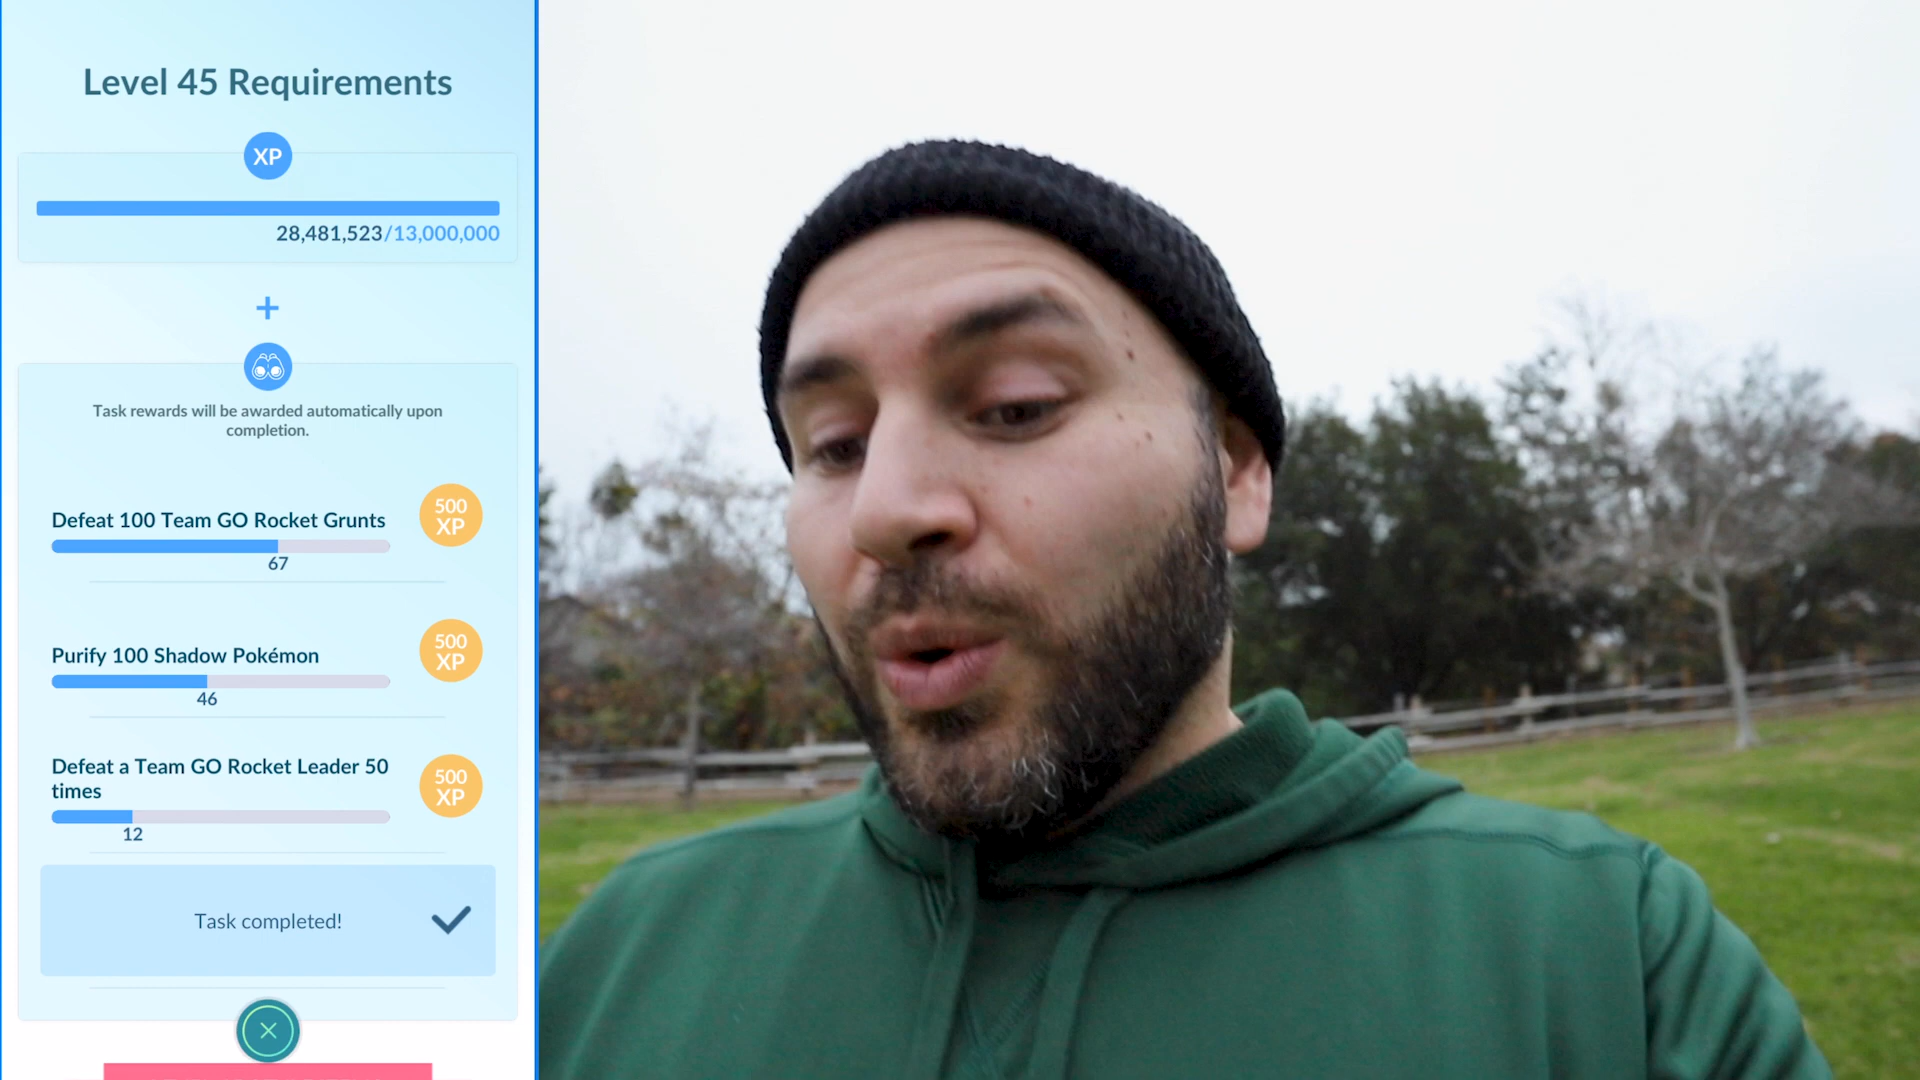 Level 45 Requirements
XP
28,481,523/13,000,000
+
Task rewards will be awarded automatically upon
completion.
Defeat 100 Team GO Rocket Grunts
500
XP
67
Purify 100 Shadow Pokémon
500
XP
46
Defeat a Team GO Rocket Leader 50
times
500
XP
12
Task completed!